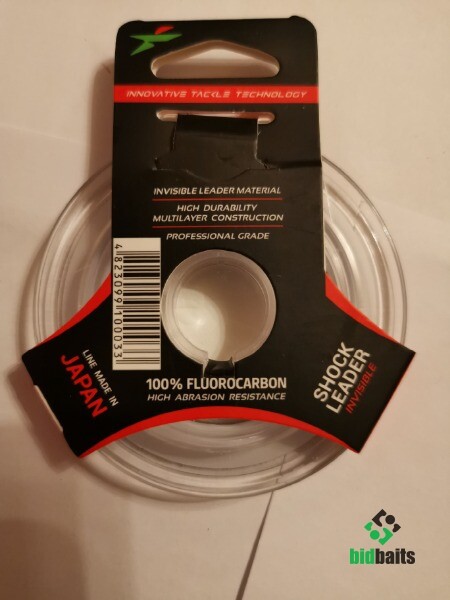 INNOVATIVE TACKLE TECHNOLOGY
INVISIBLE LEADER MATERIAL
HIGH DURABILITY
MULTILAYER CONSTRUCTION
PROFESSIONAL GRADE
4823099100033
100% FLUOROCARBON
HIGH ABRASION RESISTANCE
LINE MADE IN
JAPAN
SHOCK
LEADER
INVISIBLE
bidbaits